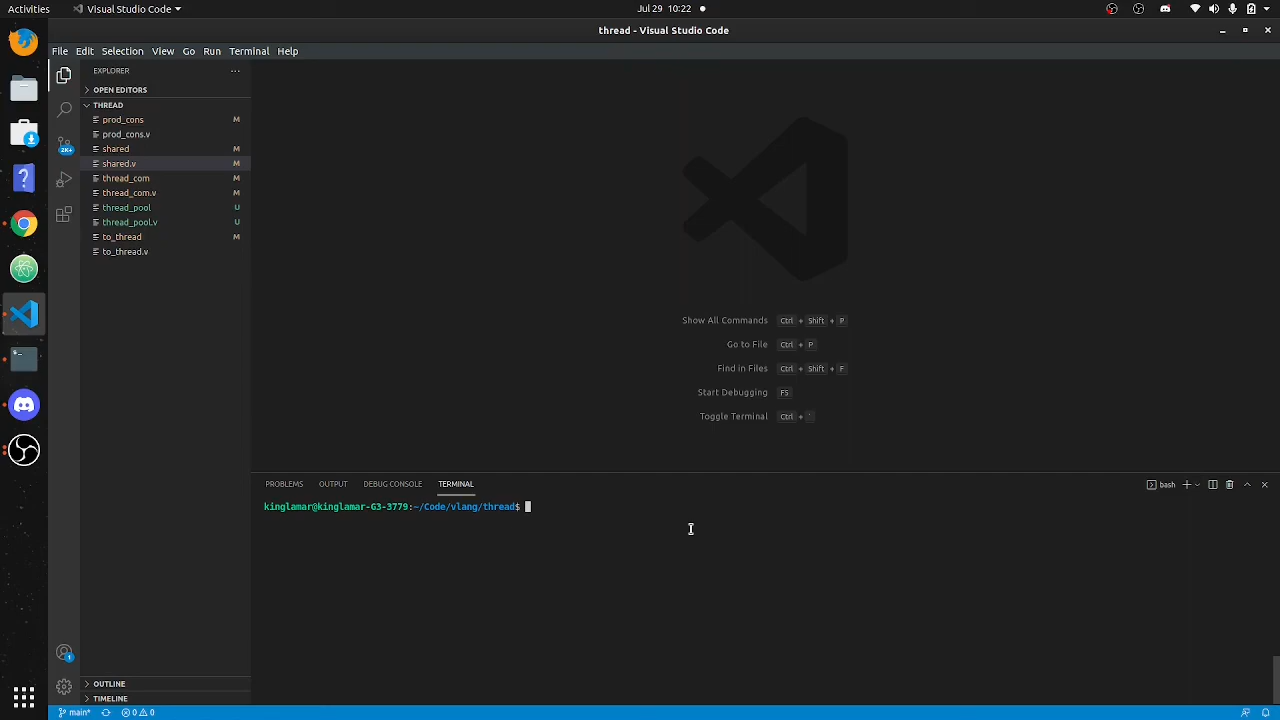 Activities
Visual Studio Code
Jul 29 10:22
thread - Visual Studio Code
File Edit Selection View Go Run Terminal Help
EXPLORER
OPEN EDITORS
THREAD
prod_cons M
prod_cons.v
shared M
shared.v M
thread_com M
thread_com.v M
thread_pool U
thread_pool.v U
to_thread M
to_thread.v
2K+
Show All Commands Ctrl + Shift + P
Go to File Ctrl + P
Find in Files Ctrl + Shift + F
Start Debugging F5
Toggle Terminal Ctrl + `
PROBLEMS OUTPUT DEBUG CONSOLE TERMINAL
bash
kinglamar@kinglamar-G3-3779:~/Code/vlang/thread$
1
OUTLINE
TIMELINE
main* 0 0